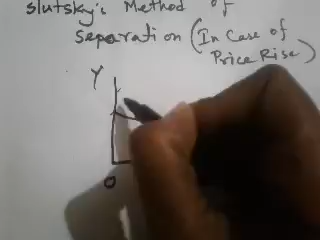 Slutsky's Method of
separation (In Case of
Price Rise)
Y
O